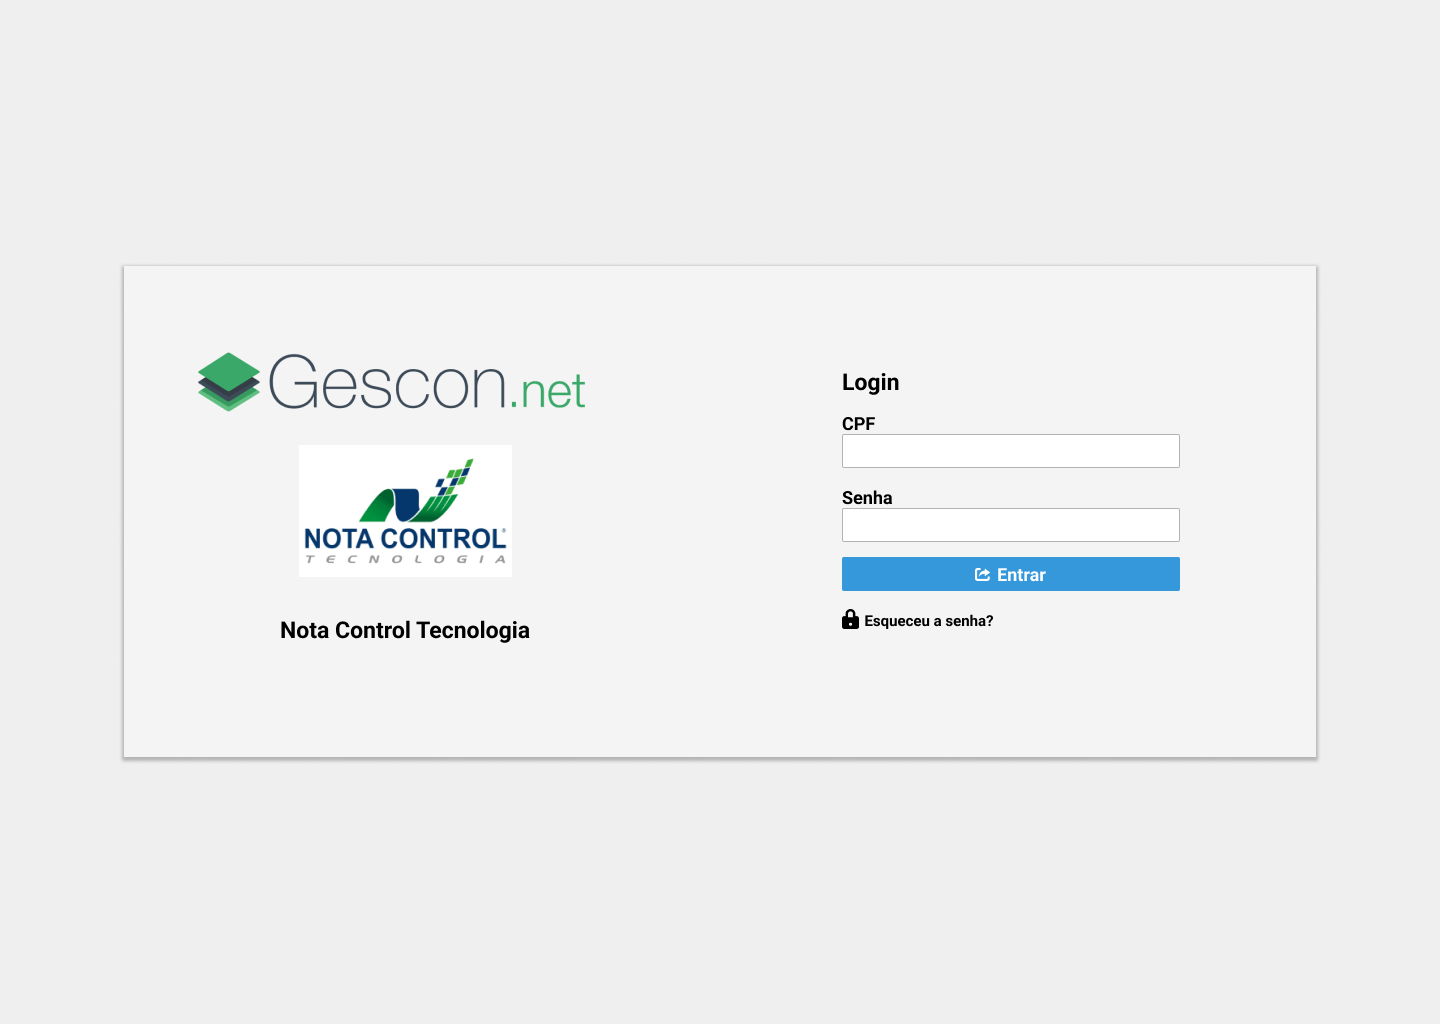 Gescon.net
NOTA CONTROL®
TECNOLOGIA
Nota Control Tecnologia
Login
CPF
Senha
Entrar
Esqueceu a senha?